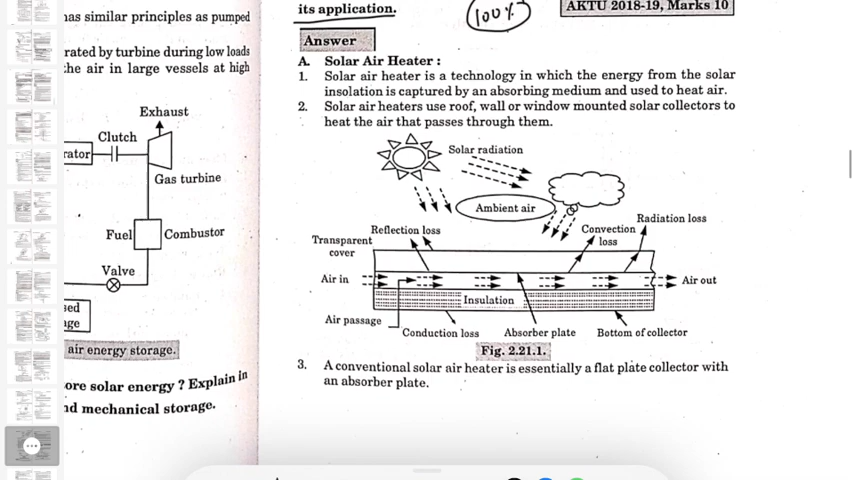 has similar principles as pumped
rated by turbine during low loads
the air in large vessels at high
Exhaust
Clutch
rator
Gas turbine
Fuel
Combustor
Valve
sed
age
air energy storage.
ore solar energy ? Explain in
nd mechanical storage.
its application.
100%
AKTU 2018-19, Marks 10
Answer
A. Solar Air Heater :
1. Solar air heater is a technology in which the energy from the solar
insolation is captured by an absorbing medium and used to heat air.
2. Solar air heaters use roof, wall or window mounted solar collectors to
heat the air that passes through them.
Solar radiation
Ambient air
Radiation loss
Reflection loss
Convection
loss
Transparent
cover
Air in
Air out
Insulation
Air passage
Conduction loss
Absorber plate
Bottom of collector
Fig. 2.21.1.
3. A conventional solar air heater is essentially a flat plate collector with
an absorber plate.